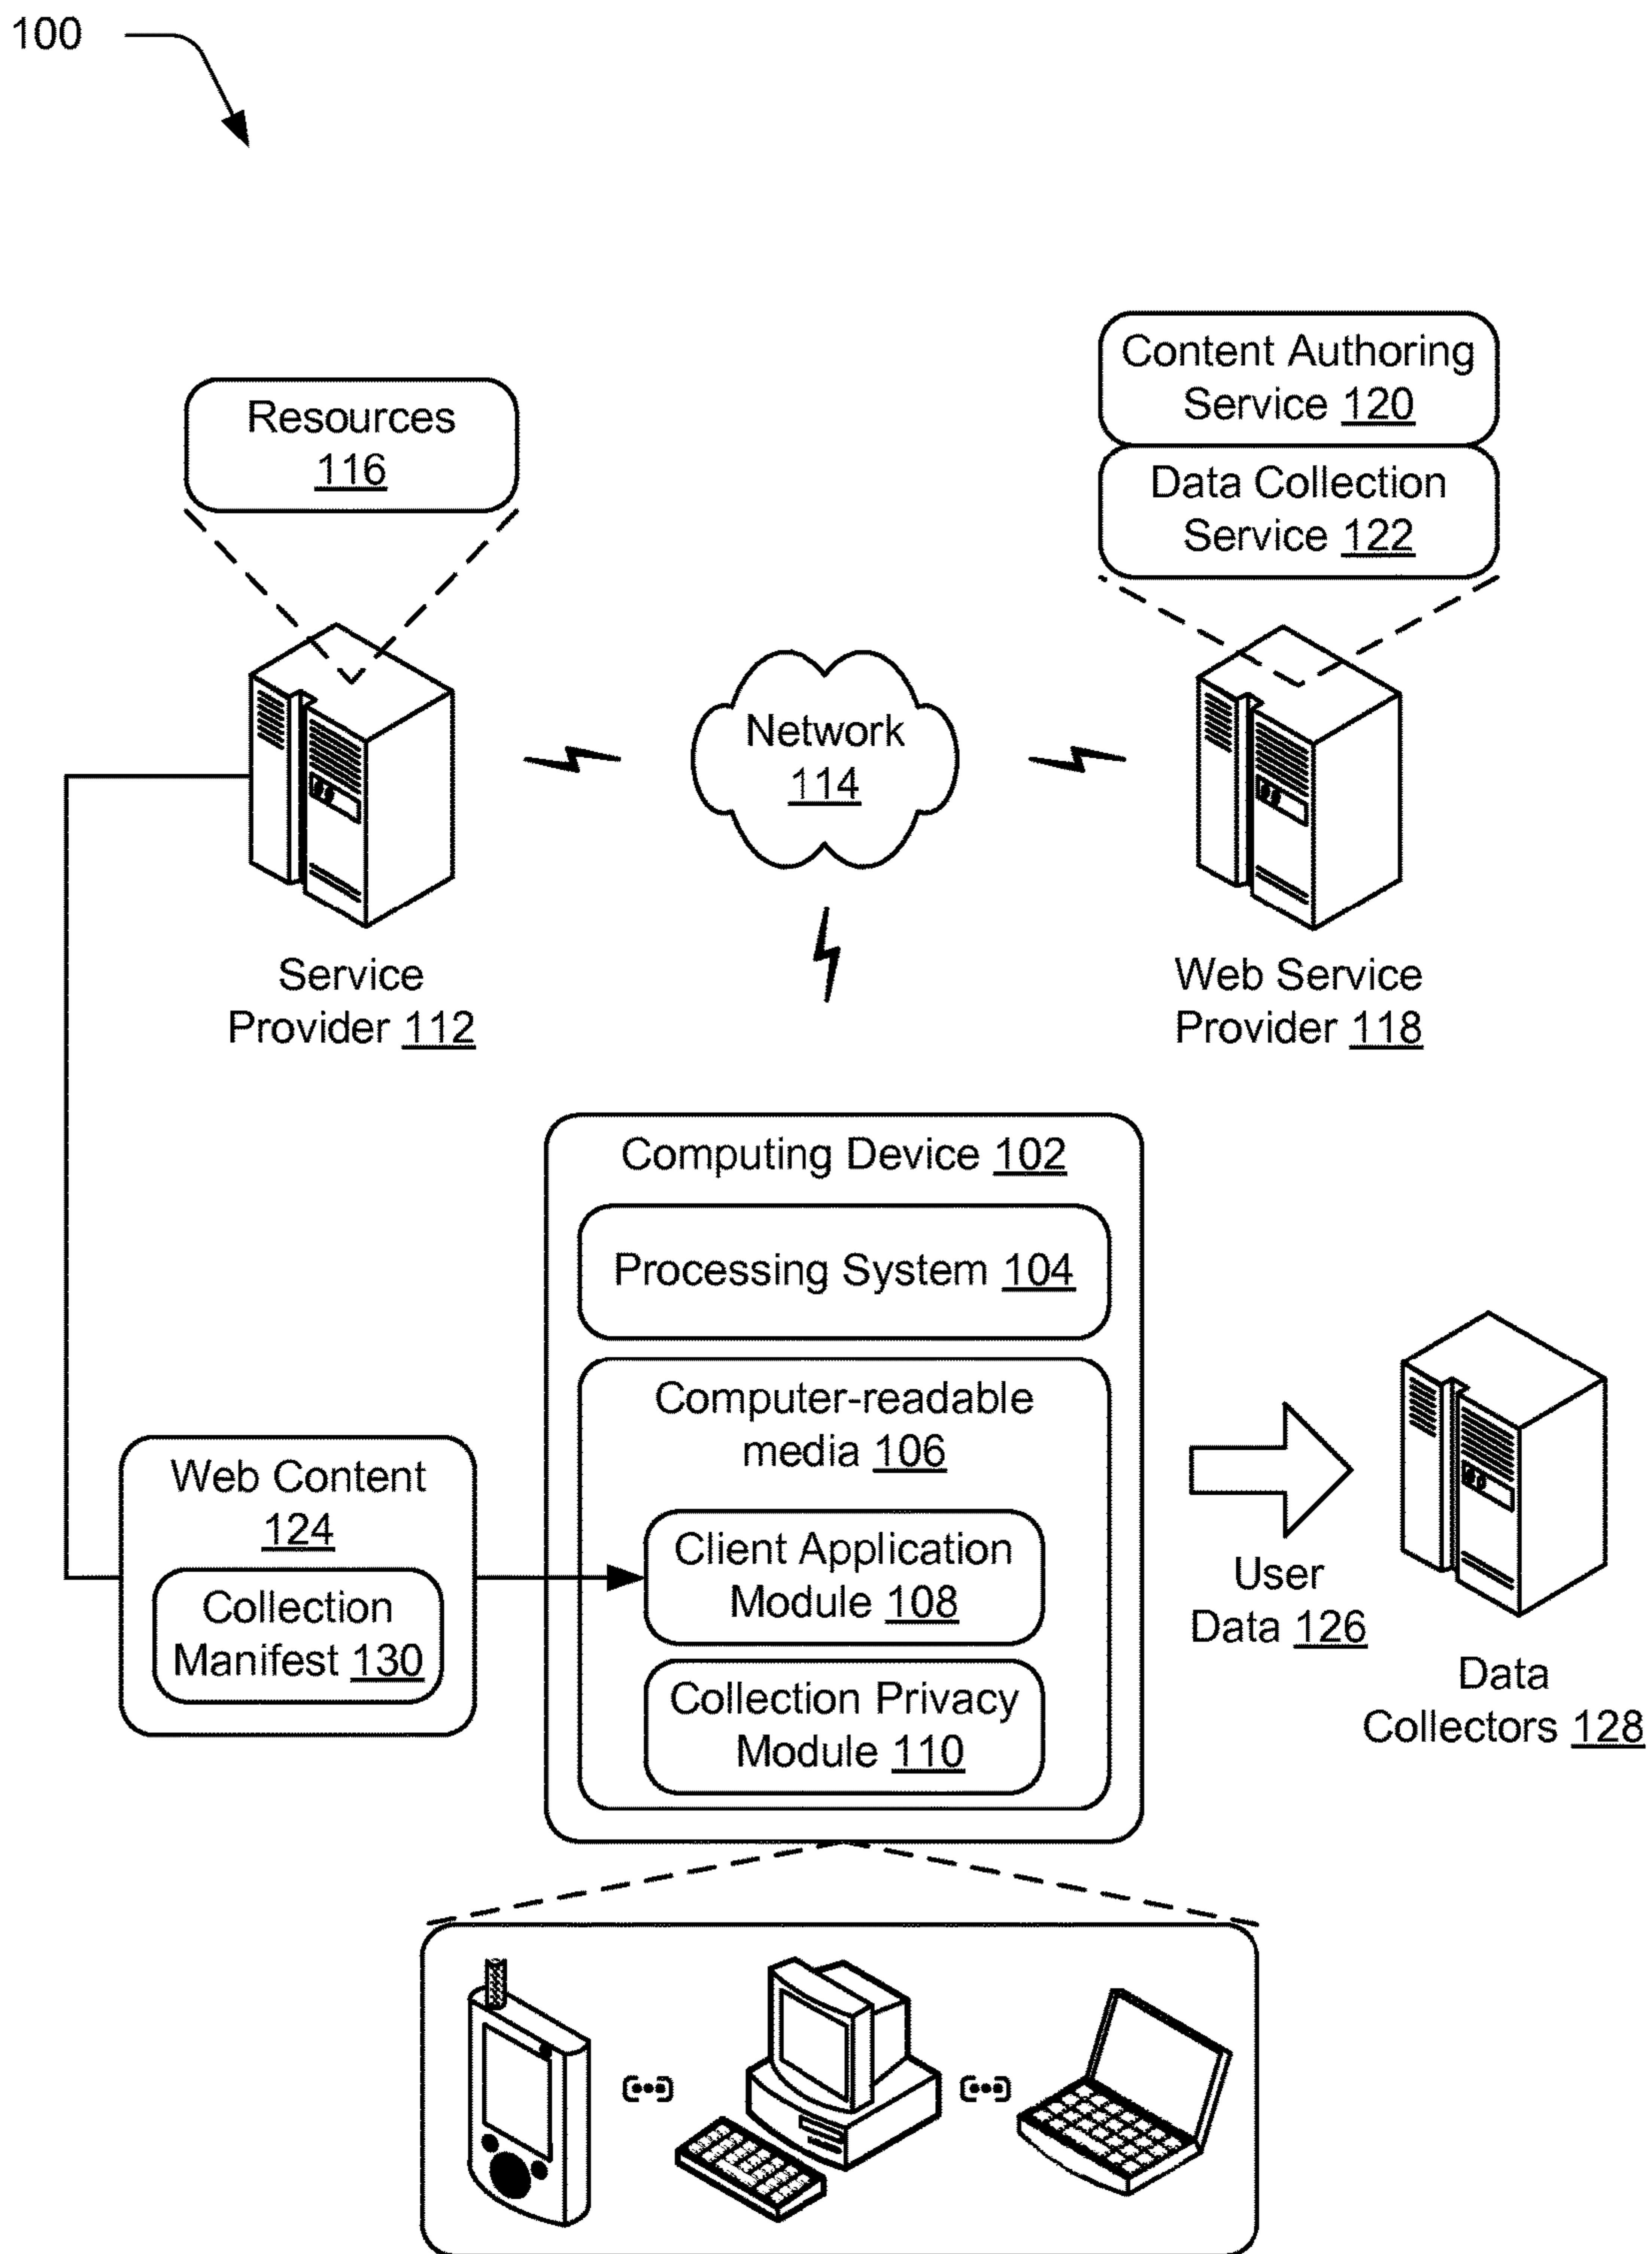 100
Content Authoring
Service 120
Resources
116
Data Collection
Service 122
Network
114
Service
Provider 112
Web Service
Provider 118
Computing Device 102
Processing System 104
Computer-readable
media 106
Web Content
124
Client Application
Module 108
Collection
Manifest 130
User
Data 126
Collection Privacy
Module 110
Data
Collectors 128